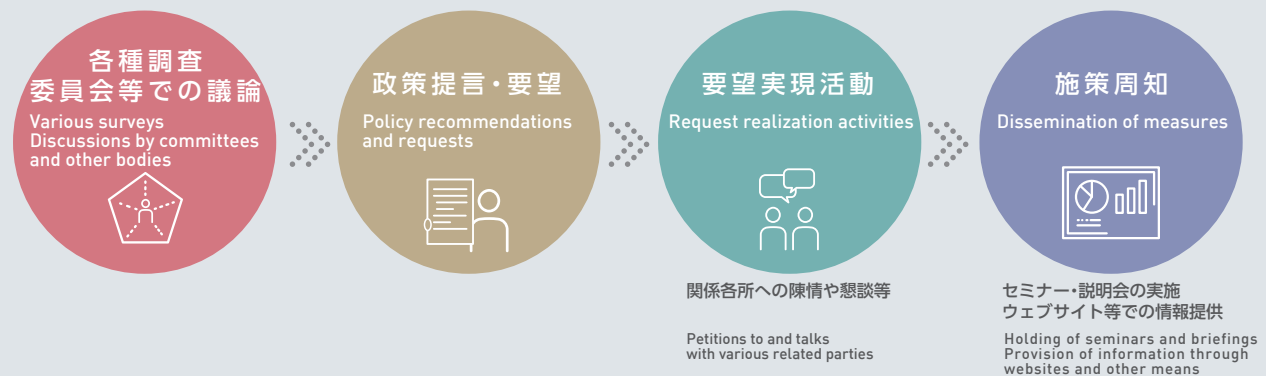 各種調査
委員会等での議論
Various surveys
Discussions by committees
and other bodies
政策提言・要望
Policy recommendations
and requests
要望実現活動
Request realization activities
関係各所への陳情や懇談等
Petitions to and talks
with various related parties
施策周知
Dissemination of measures
セミナー・説明会の実施
ウェブサイト等での情報提供
Holding of seminars and briefings
Provision of information through
websites and other means